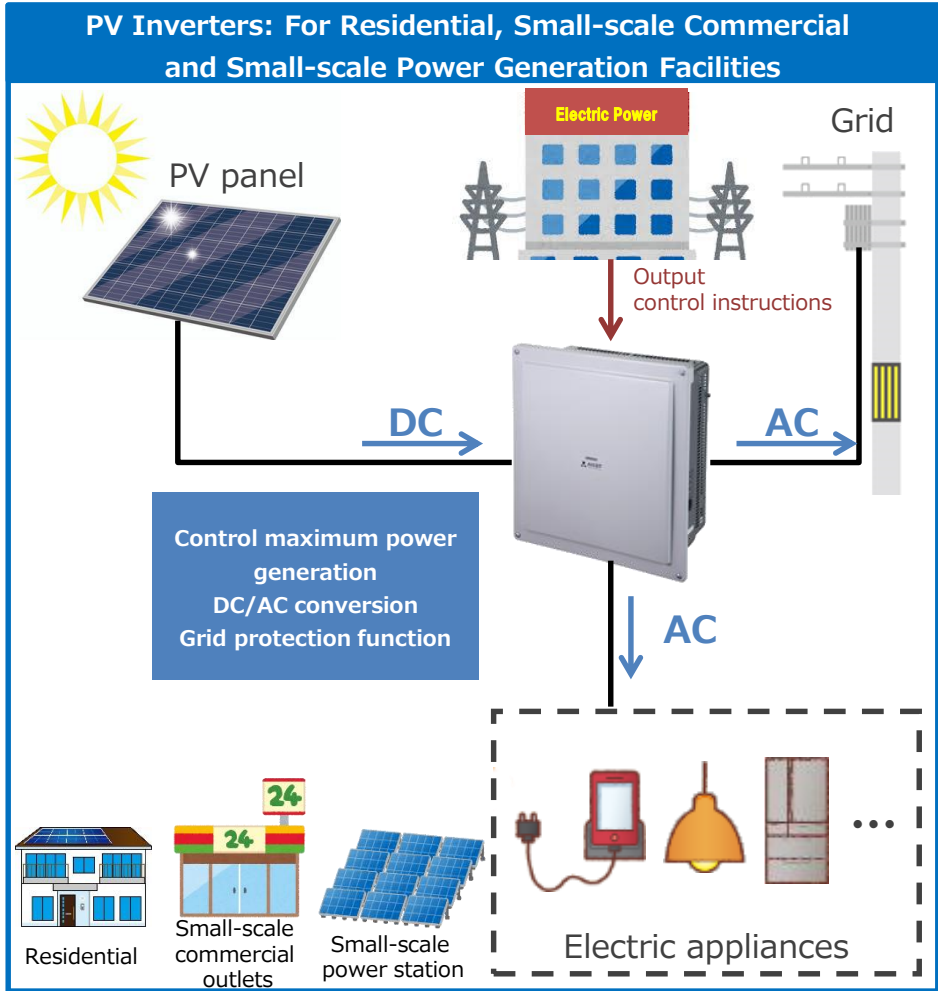 PV Inverters: For Residential, Small-scale Commercial
and Small-scale Power Generation Facilities
Electric Power
Grid
PV panel
Output
control instructions
DC
AC
Control maximum power
generation
DC/AC conversion
Grid protection function
AC
24
24
Residential
Small-scale
commercial
outlets
Small-scale
power station
Electric appliances
...